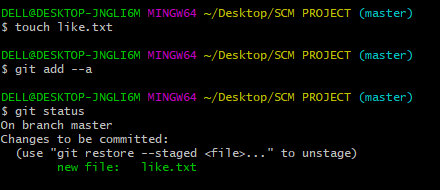 DELL@DESKTOP-JNGLI6M MINGW64 ~/Desktop/SCM PROJECT (master)
$ touch like.txt
DELL@DESKTOP-JNGLI6M MINGW64 ~/Desktop/SCM PROJECT (master)
$ git add --a
DELL@DESKTOP-JNGLI6M MINGW64 ~/Desktop/SCM PROJECT (master)
$ git status
On branch master
Changes to be committed:
  (use "git restore --staged <file>..." to unstage)
        new file:   like.txt